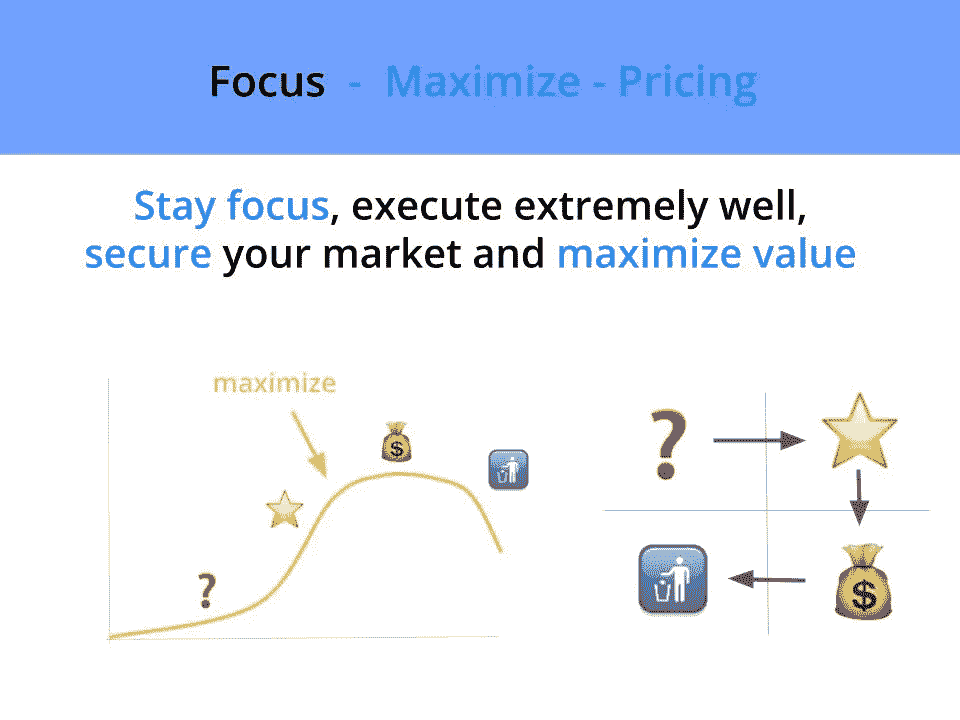 Focus - Maximize - Pricing
Stay focus, execute extremely well,
secure your market and maximize value
maximize
$
?
?
$